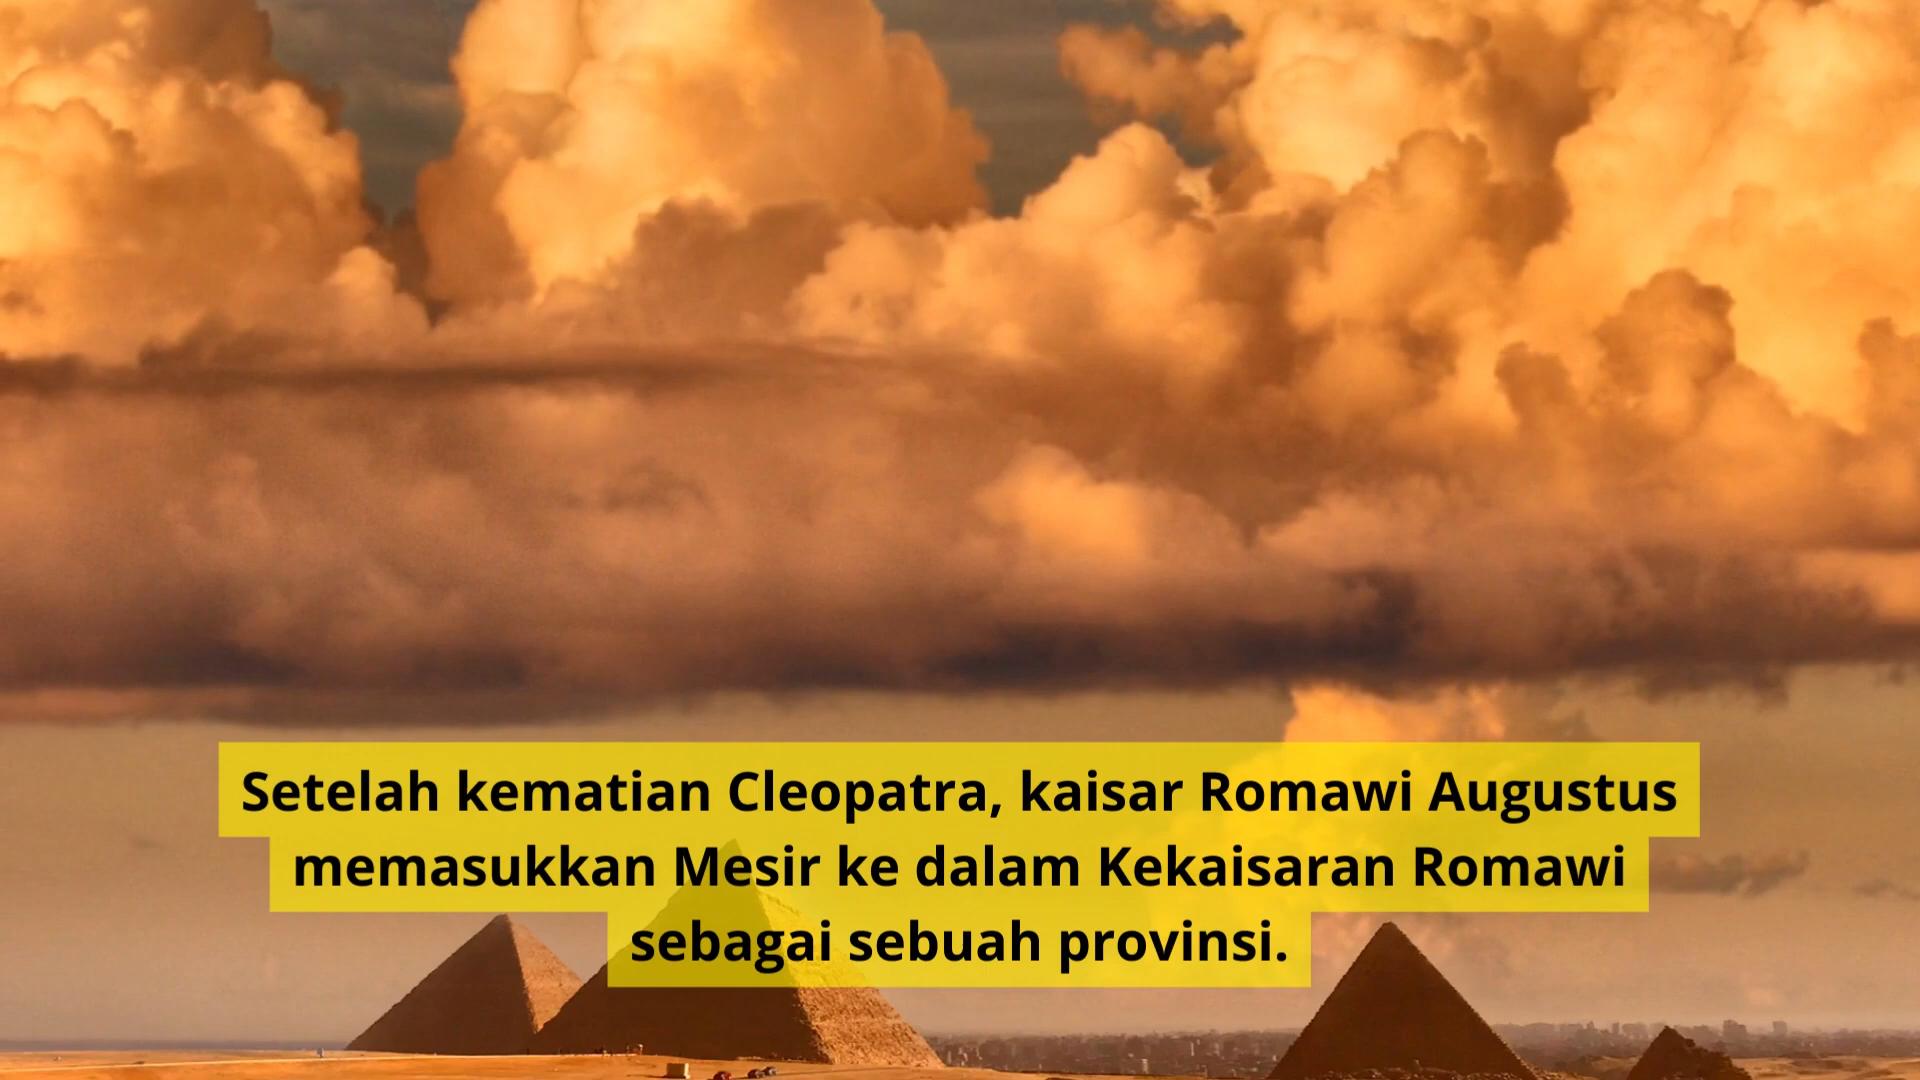 Setelah kematian Cleopatra, kaisar Romawi Augustus
memasukkan Mesir ke dalam Kekaisaran Romawi
sebagai sebuah provinsi.